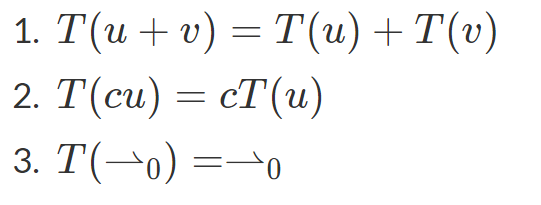 1. T(u + v) = T(u) + T(v)
2. T(cu) = cT(u)
3. T(⇀0) =⇀0